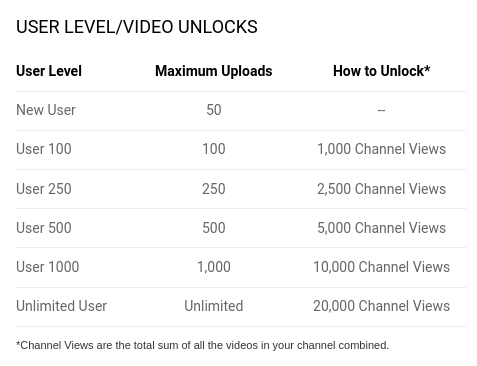 USER LEVEL/VIDEO UNLOCKS
User Level Maximum Uploads How to Unlock*
New User 50 --
User 100 100 1,000 Channel Views
User 250 250 2,500 Channel Views
User 500 500 5,000 Channel Views
User 1000 1,000 10,000 Channel Views
Unlimited User Unlimited 20,000 Channel Views
*Channel Views are the total sum of all the videos in your channel combined.